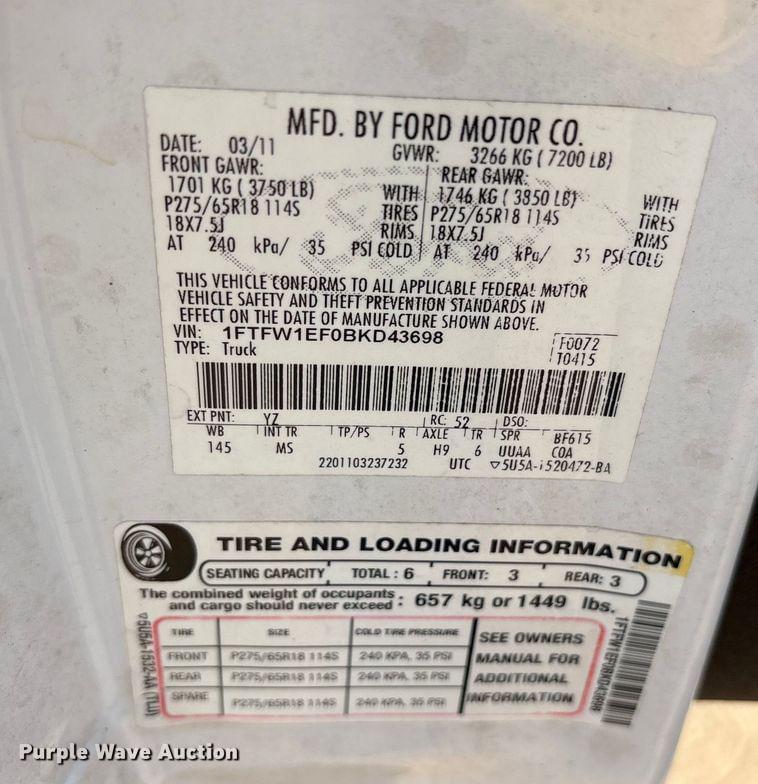 MFD. BY FORD MOTOR CO.
DATE: 03/11 GVWR: 3266 KG ( 7200 LB)
FRONT GAWR: REAR GAWR:
1701 KG ( 3750 LB) WITH 1746 KG ( 3850 LB) WITH
P275/65R18 114S TIRES P275/65R18 114S TIRES
18X7.5J RIMS 18X7.5J RIMS
AT 240 kPa/ 35 PSI COLD AT 240 kPa/ 35 PSI COLD
THIS VEHICLE CONFORMS TO ALL APPLICABLE FEDERAL MOTOR
VEHICLE SAFETY AND THEFT PREVENTION STANDARDS IN
EFFECT ON THE DATE OF MANUFACTURE SHOWN ABOVE.
VIN: 1FTFW1EF0BKD43698 F0072
TYPE: Truck T0415
EXT PNT: YZ RC: 52 DSO:
WB INT TR TP/PS R AXLE TR SPR BF615
145 MS 5 H9 6 UUAA COA
2201103237232 UTC ▽5U5A-1520472-BA
TIRE AND LOADING INFORMATION
SEATING CAPACITY TOTAL : 6 FRONT: 3 REAR: 3
The combined weight of occupants
and cargo should never exceed : 657 kg or 1449 lbs.
TIRE SIZE COLD TIRE PRESSURE SEE OWNERS
FRONT P275/65R18 114S 240 KPA, 35 PSI MANUAL FOR
REAR P275/65R18 114S 240 KPA, 35 PSI ADDITIONAL
SPARE P275/65R18 114S 240 KPA, 35 PSI INFORMATION
▽5U5A-1532-AA (TLU)
1FTFW1EF0BKD43698
Purple Wave Auction